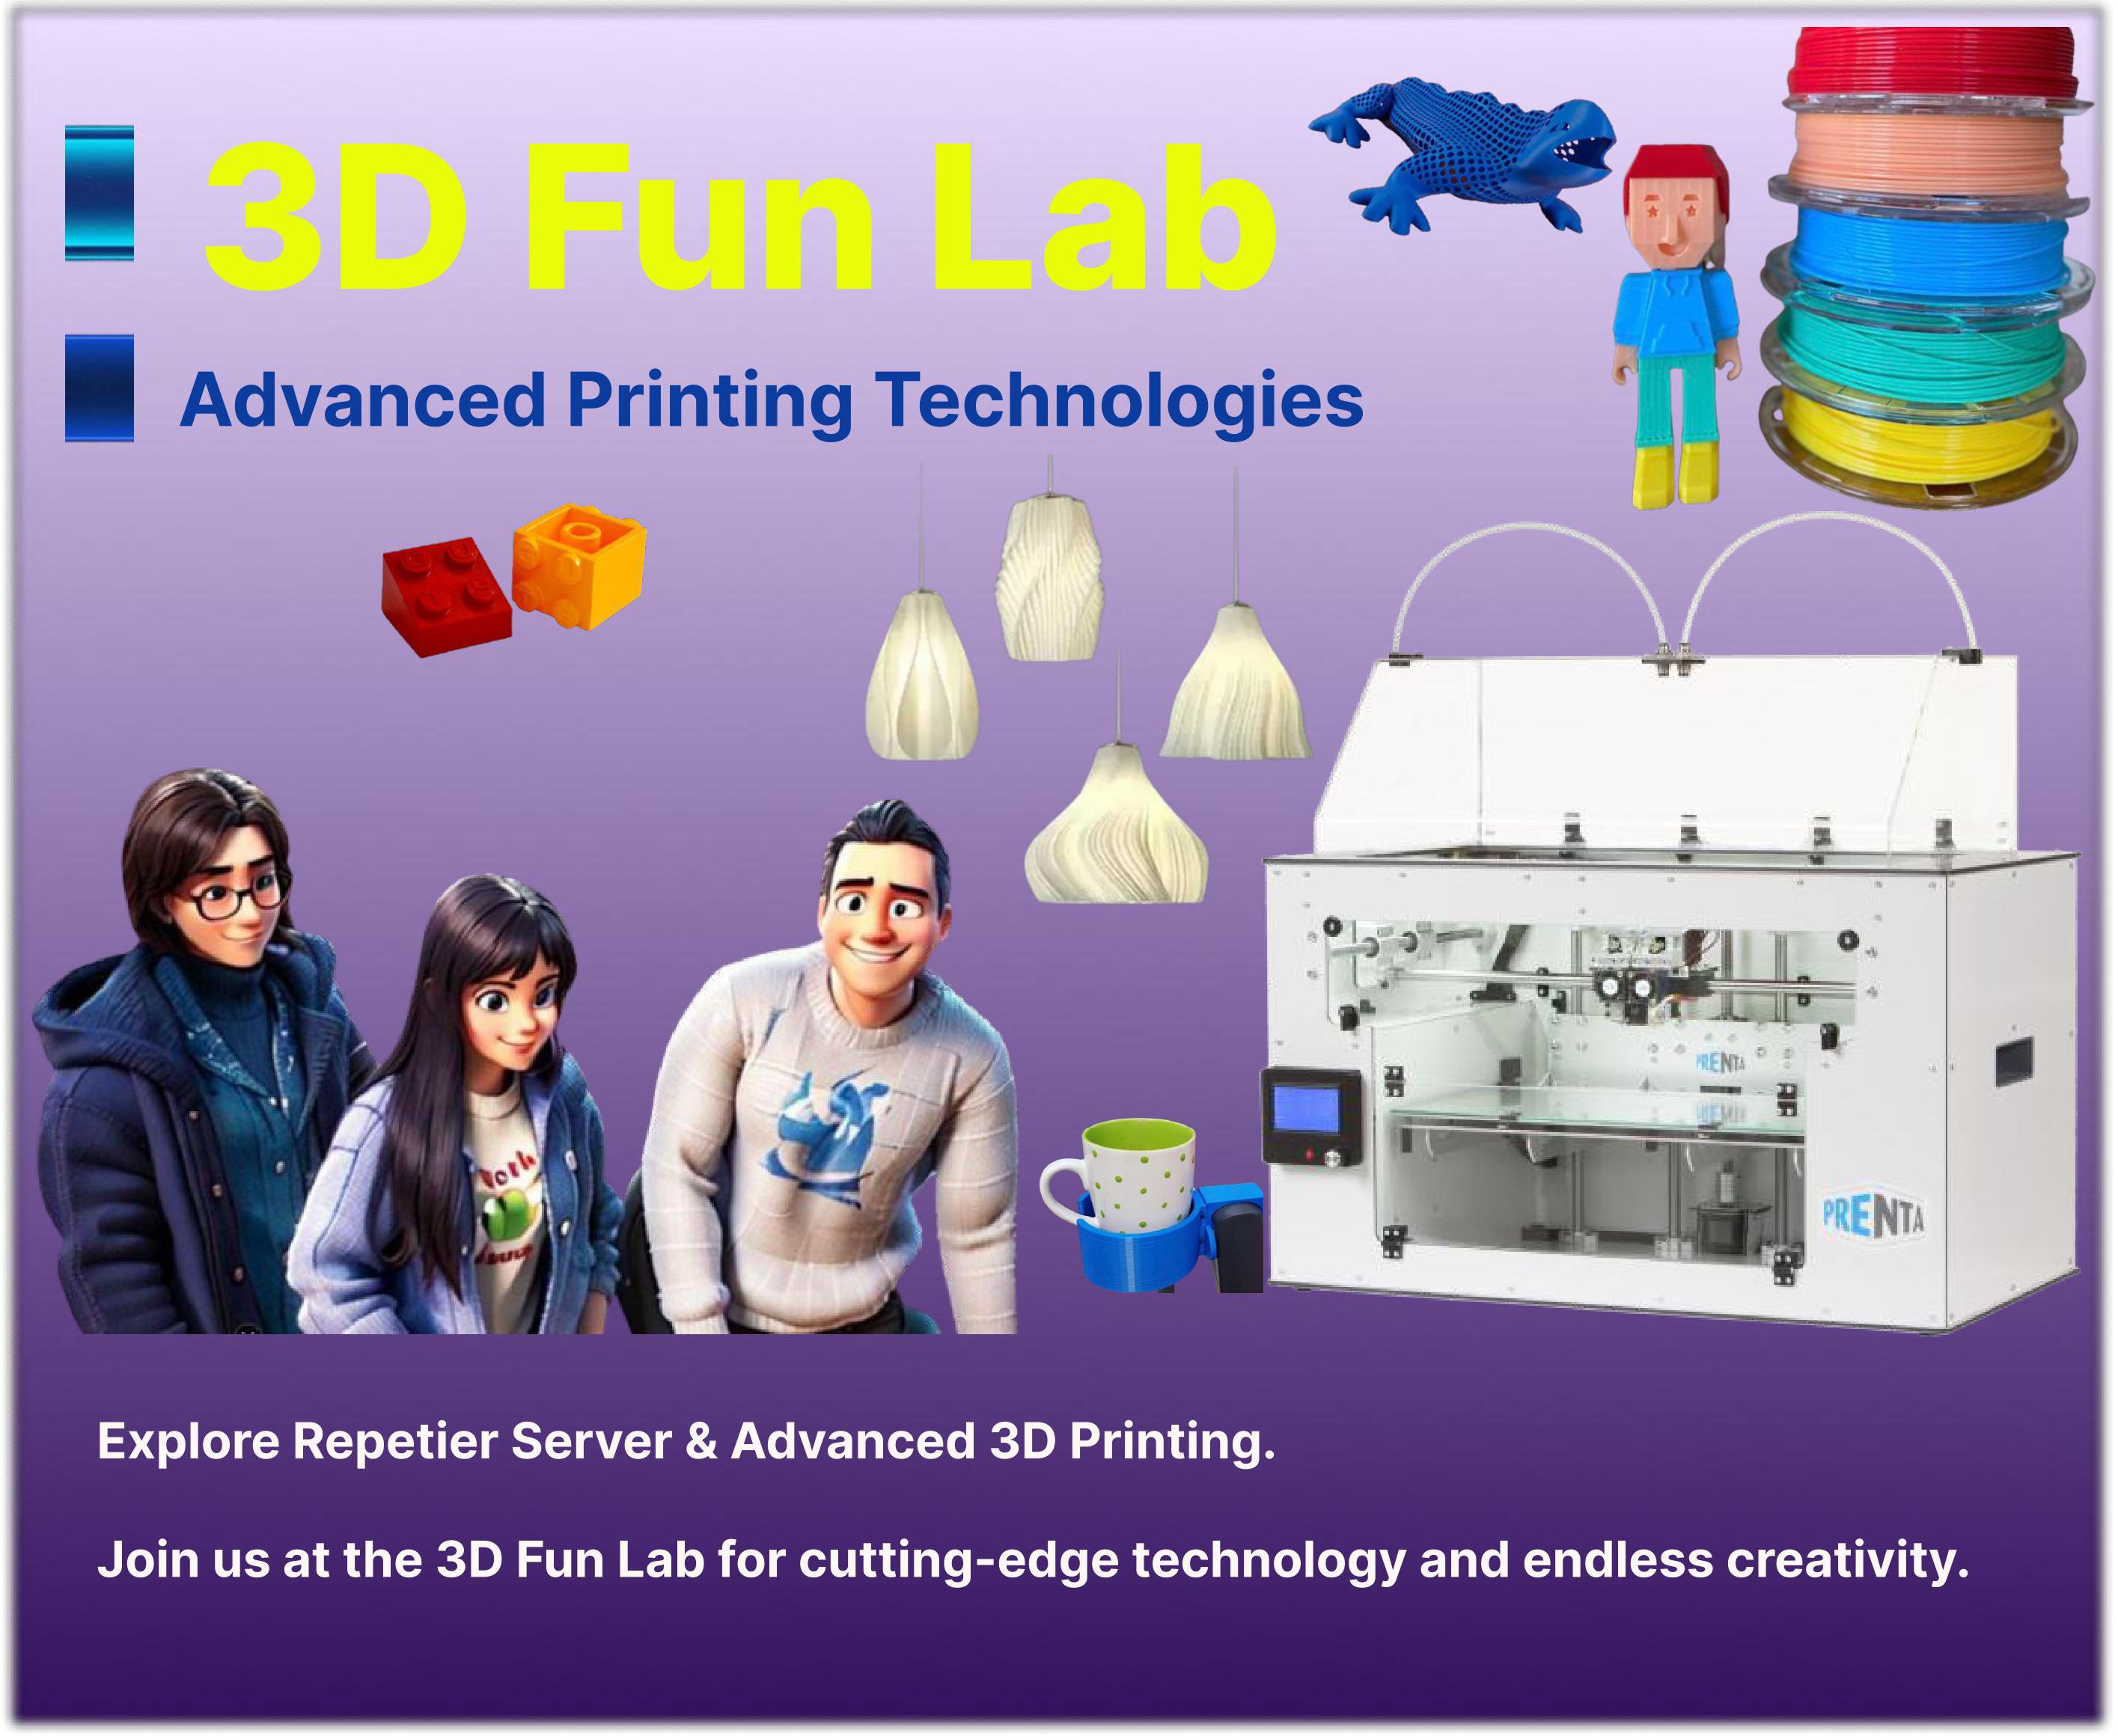 3D Fun Lab
Advanced Printing Technologies
PRENTA
PRENTA
Explore Repetier Server & Advanced 3D Printing.
Join us at the 3D Fun Lab for cutting-edge technology and endless creativity.